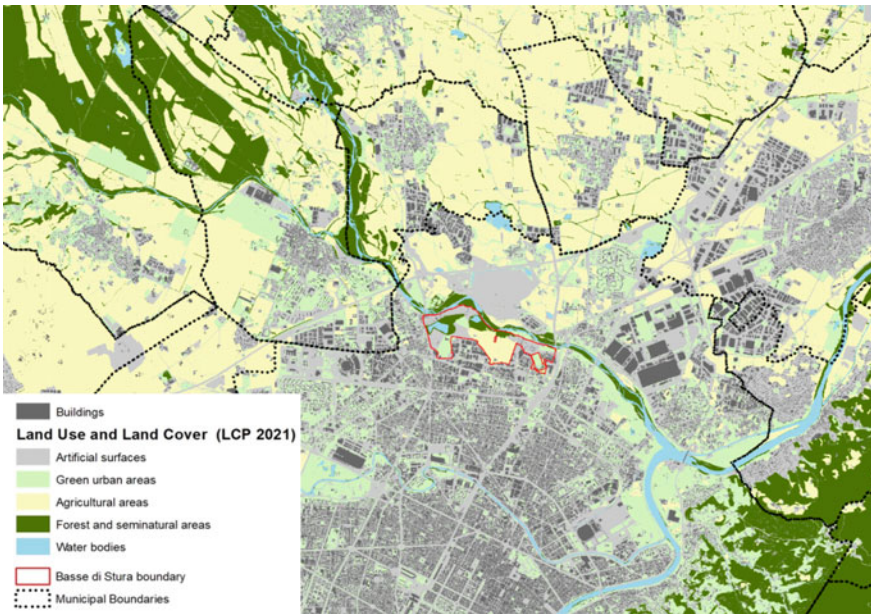 Buildings
Land Use and Land Cover (LCP 2021)
Artificial surfaces
Green urban areas
Agricultural areas
Forest and seminatural areas
Water bodies
Basse di Stura boundary
Municipal Boundaries